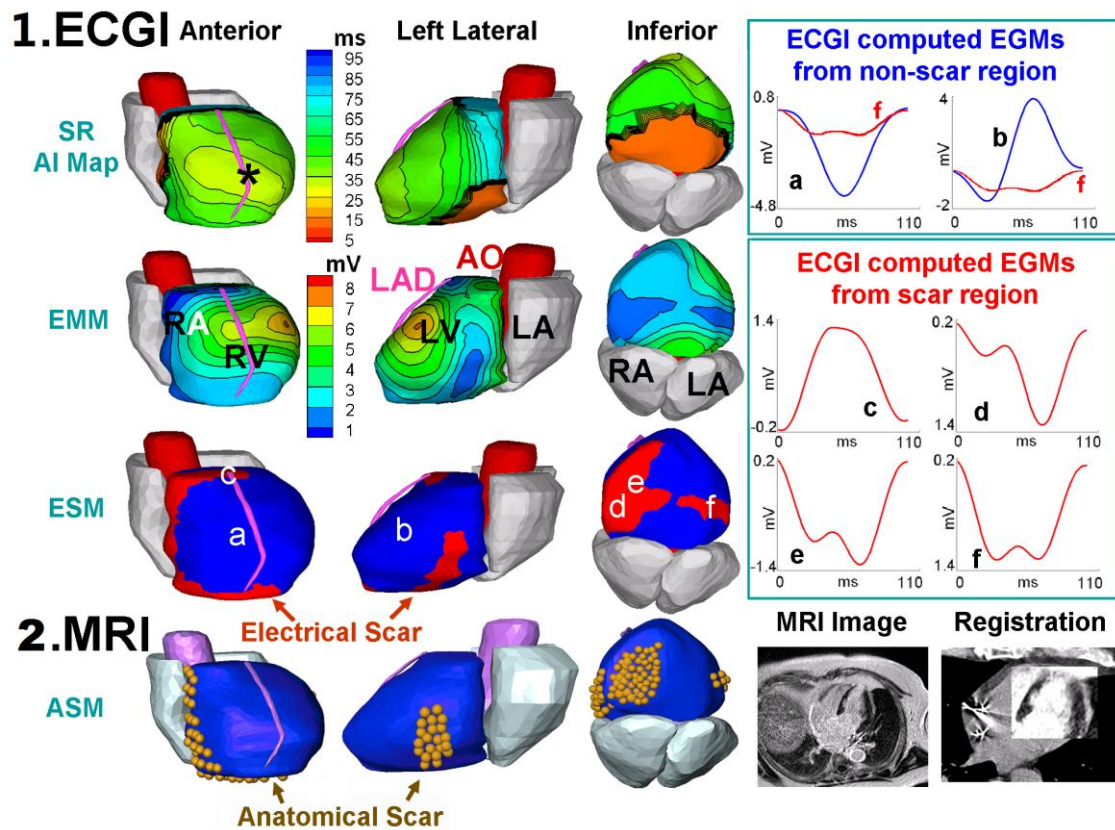 1.ECGI
Anterior
Left Lateral
Inferior
SR
AI Map
ms
95
85
75
65
55
45
35
25
15
5
*
ECGI computed EGMs
from non-scar region
0.8
mV
-4.8
a
f
0
ms
110
4
mV
-2
b
f
0
ms
110
EMM
mV
8
7
6
5
4
3
2
1
RA
RV
LAD
AO
LV
LA
RA
LA
ECGI computed EGMs
from scar region
1.4
mV
-0.2
c
0
ms
110
0.2
mV
1.4
d
0
ms
110
0.2
mV
-1.4
e
0
ms
110
0.2
mV
-1.4
f
0
ms
110
ESM
c
a
b
e
d
f
Electrical Scar
2.MRI
ASM
Anatomical Scar
MRI Image
Registration